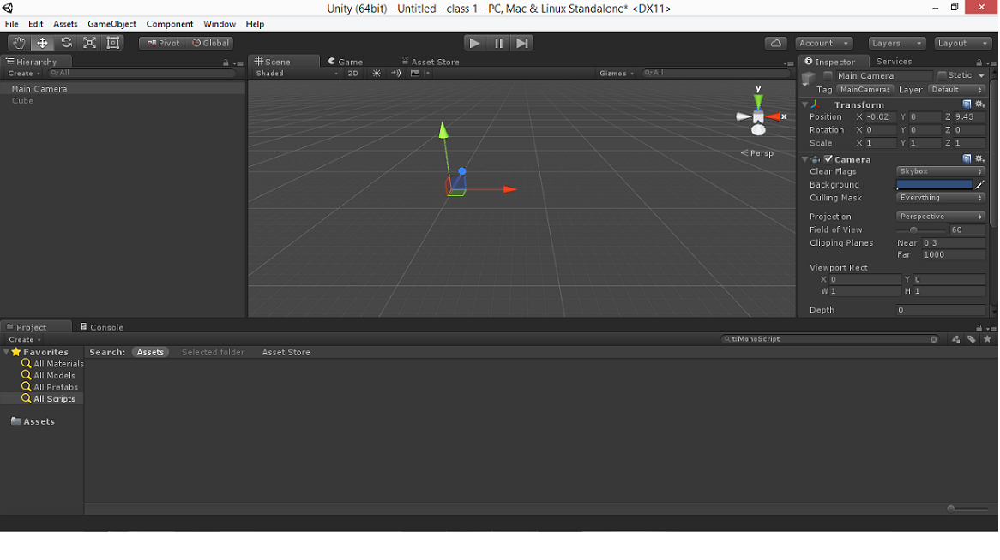 Unity (64bit) - Untitled - class 1 - PC, Mac & Linux Standalone* <DX11>
File Edit Assets GameObject Component Window Help
Pivot Global Account Layers Layout
Hierarchy
Create All
Main Camera
Cube
Scene Game Asset Store
Shaded 2D Gizmos All
y
x
Persp
Inspector Services
Main Camera Static
Tag MainCamera Layer Default
Transform
Position X -0.02 Y 0 Z 9.43
Rotation X 0 Y 0 Z 0
Scale X 1 Y 1 Z 1
Camera
Clear Flags Skybox
Background
Culling Mask Everything
Projection Perspective
Field of View 60
Clipping Planes Near 0.3
Far 1000
Viewport Rect
X 0 Y 0
W 1 H 1
Depth 0
Project Console
Create t:MonoScript
Favorites
All Materials
All Models
All Prefabs
All Scripts
Assets
Search: Assets Selected folder Asset Store